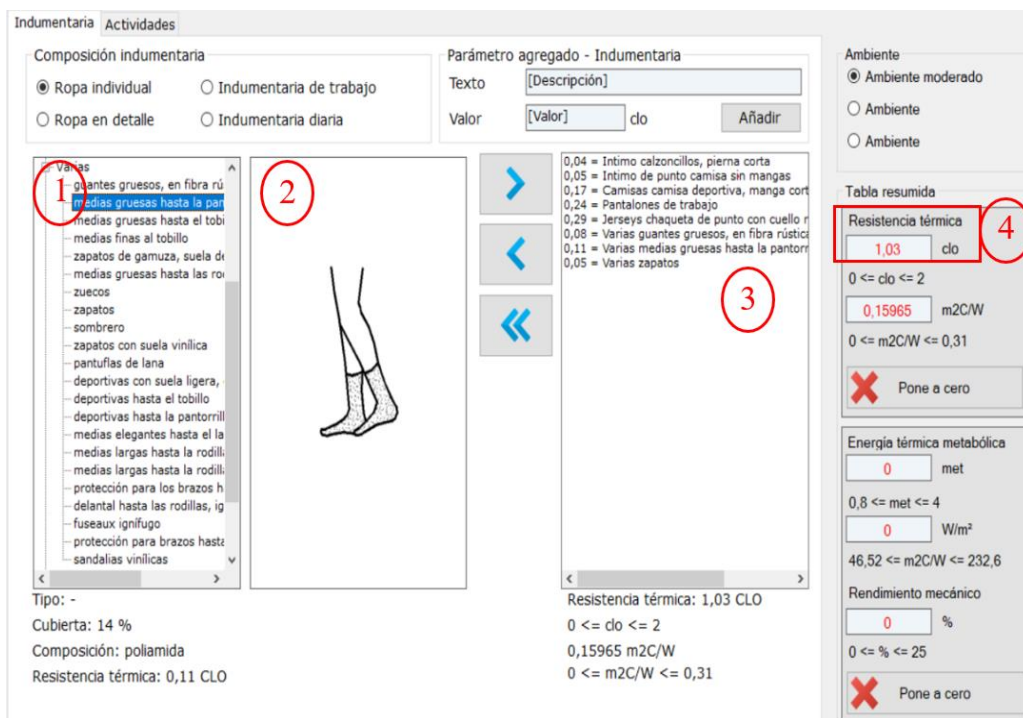 Indumentaria Actividades
Composición indumentaria
Ropa individual
Indumentaria de trabajo
Ropa en detalle
Indumentaria diaria
Parámetro agregado - Indumentaria
Texto [Descripción]
Valor [Valor] clo Añadir
Varias
guantes gruesos, en fibra rú
medias gruesas hasta la pan
medias gruesas hasta el tobi
medias finas al tobillo
zapatos de gamuza, suela de
medias gruesas hasta las ro
zuecos
zapatos
sombrero
zapatos con suela vinílica
pantuflas de lana
deportivas con suela ligera,
deportivas hasta el tobillo
deportivas hasta la pantorrill
medias elegantes hasta el la
medias largas hasta la rodill
medias largas hasta la rodill
protección para los brazos h
delantal hasta las rodillas, ig
fuseaux ignífugo
protección para brazos hasta
sandalias vinílicas
1
2
Tipo: -
Cubierta: 14 %
Composición: poliamida
Resistencia térmica: 0,11 CLO
0,04 = Intimo calzoncillos, pierna corta
0,05 = Intimo de punto camisa sin mangas
0,17 = Camisas camisa deportiva, manga cort
0,24 = Pantalones de trabajo
0,29 = Jerseys chaqueta de punto con cuello r
0,08 = Varias guantes gruesos, en fibra rústica
0,11 = Varias medias gruesas hasta la pantorr
0,05 = Varias zapatos
3
Resistencia térmica: 1,03 CLO
0 <= clo <= 2
0,15965 m2C/W
0 <= m2C/W <= 0,31
Ambiente
Ambiente moderado
Ambiente
Ambiente
Tabla resumida
Resistencia térmica
1,03 clo
4
0 <= clo <= 2
0,15965 m2C/W
0 <= m2C/W <= 0,31
Pone a cero
Energía térmica metabólica
0 met
0,8 <= met <= 4
0 W/m²
46,52 <= m2C/W <= 232,6
Rendimiento mecánico
0 %
0 <= % <= 25
Pone a cero